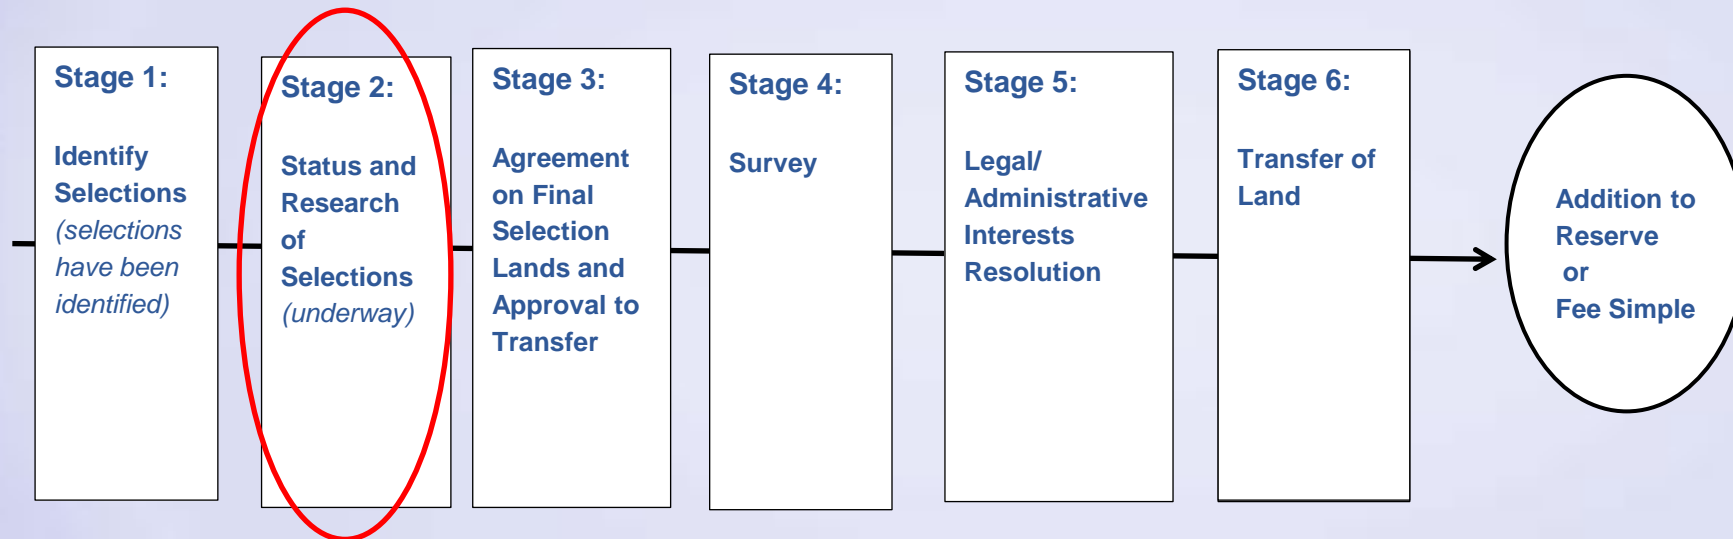 Stage 1:
Identify
Selections
(selections
have been
identified)
Stage 2:
Status and
Research
of
Selections
(underway)
Stage 3:
Agreement
on Final
Selection
Lands and
Approval to
Transfer
Stage 4:
Survey
Stage 5:
Legal/
Administrative
Interests
Resolution
Stage 6:
Transfer of
Land
Addition to
Reserve
or
Fee Simple